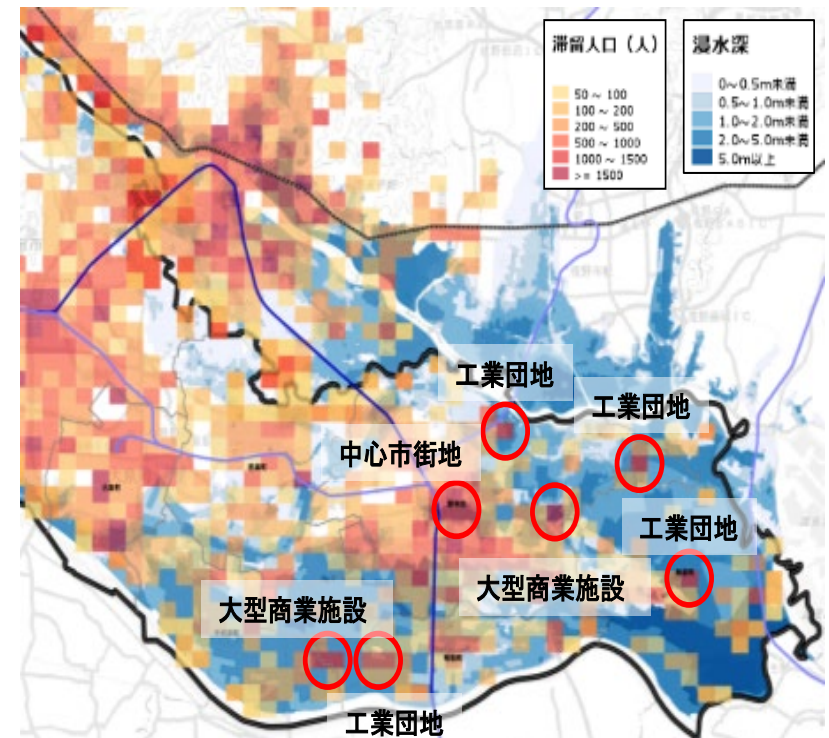 滞留人口（人）
50 ~ 100
100 ~ 200
200 ~ 500
500 ~ 1000
1000 ~ 1500
>= 1500
浸水深
0~0.5m未満
0.5~1.0m未満
1.0~2.0m未満
2.0~5.0m未満
5.0m以上
工業団地
工業団地
中心市街地
工業団地
大型商業施設
大型商業施設
工業団地